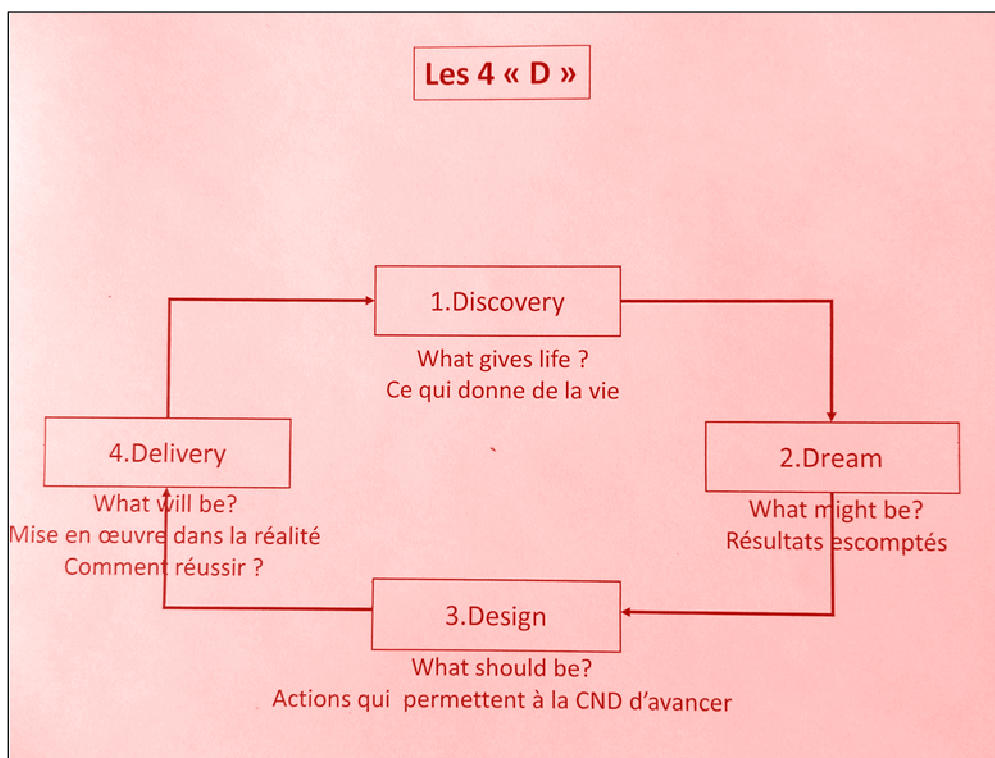 Les 4 « D »
1.Discovery
What gives life ?
Ce qui donne de la vie
4.Delivery
What will be?
Mise en œuvre dans la réalité
Comment réussir ?
2.Dream
What might be?
Résultats escomptés
3.Design
What should be?
Actions qui  permettent à la CND d’avancer